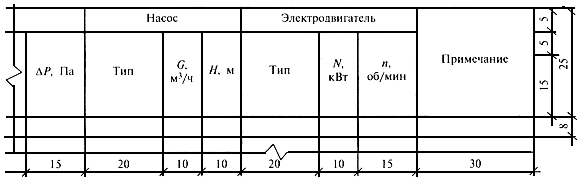 Насос
Электродвигатель
ΔP, Па
Тип
G, м³/ч
H, м
Тип
N, кВт
n, об/мин
Примечание
5
5
15
25
8
15
20
10
10
20
10
15
30